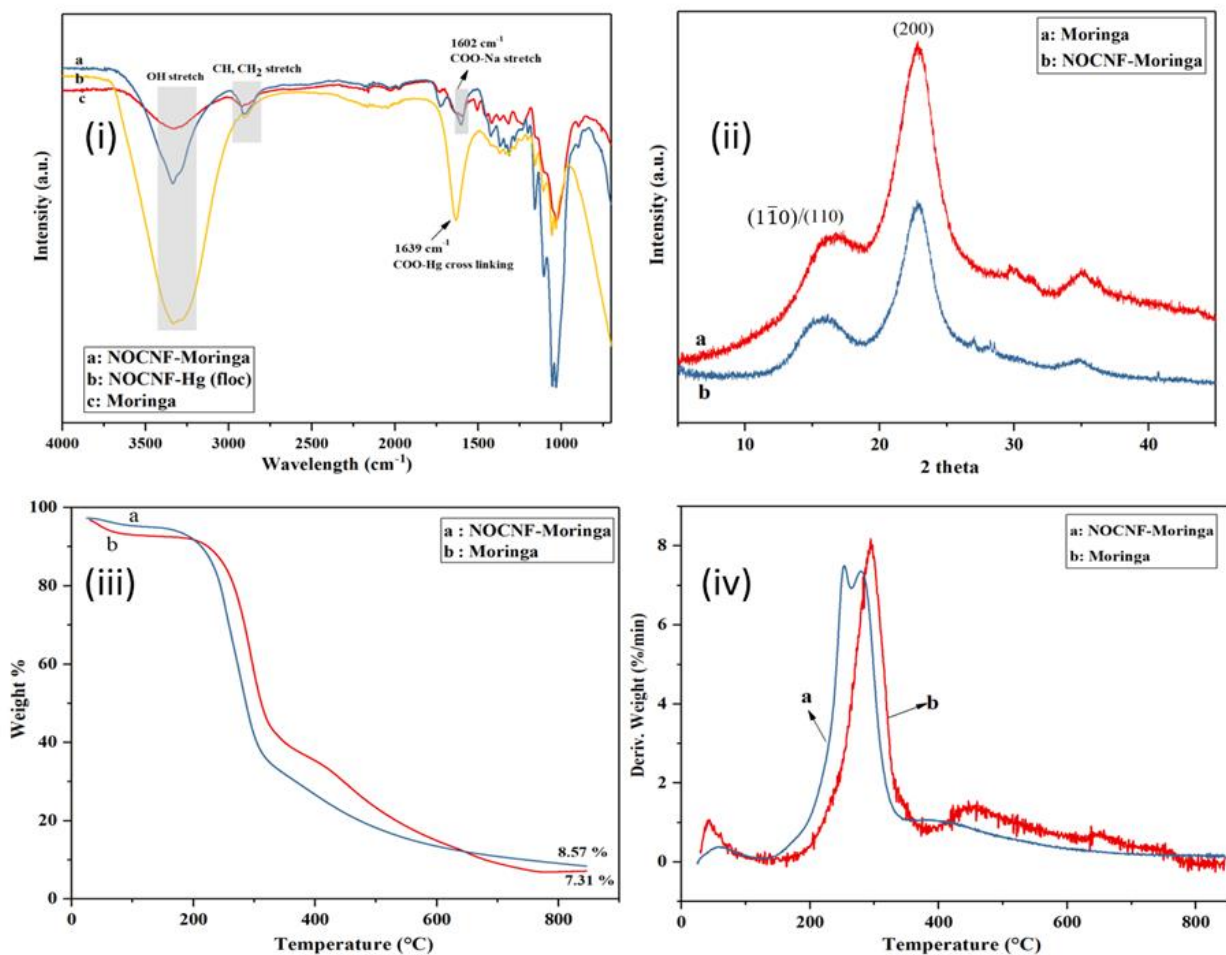 a
b
c
OH stretch
CH, CH₂ stretch
1602 cm⁻¹
COO-Na stretch
(i)
1639 cm⁻¹
COO-Hg cross linking
a: NOCNF-Moringa
b: NOCNF-Hg (floc)
c: Moringa
Intensity (a.u.)
4000 3500 3000 2500 2000 1500 1000
Wavelength (cm⁻¹)
(200)
a: Moringa
b: NOCNF-Moringa
(ii)
(11̅0)/(110)
a
b
Intensity (a.u.)
10 20 30 40
2 theta
100
80
60
40
20
0
Weight %
a
b
(iii)
a : NOCNF-Moringa
b : Moringa
8.57 %
7.31 %
0 200 400 600 800
Temperature (°C)
8
6
4
2
0
Deriv. Weight (%/min)
(iv)
a: NOCNF-Moringa
b: Moringa
a
b
0 200 400 600 800
Temperature (°C)